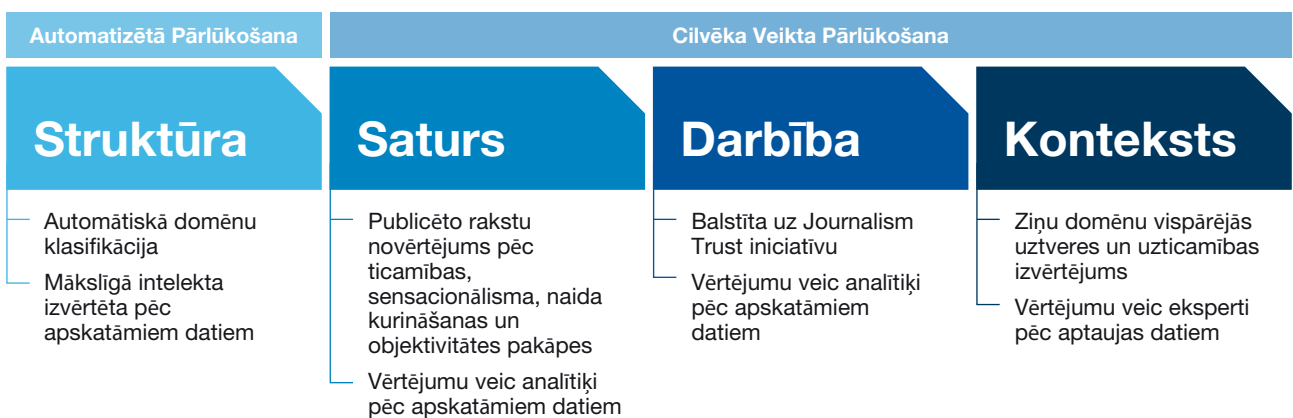 Automatizētā Pārlūkošana
Cilvēka Veikta Pārlūkošana
Struktūra
Automātiskā domēnu
klasifikācija
Mākslīgā intelekta
izvērtēta pēc
apskatāmiem datiem
Saturs
Publicēto rakstu
novērtējums pēc
ticamības,
sensacionālisma, naida
kurināšanas un
objektivitātes pakāpes
Vērtējumu veic analītiķi
pēc apskatāmiem datiem
Darbība
Balstīta uz Journalism
Trust iniciatīvu
Vērtējumu veic analītiķi
pēc apskatāmiem
datiem
Konteksts
Ziņu domēnu vispārējās
uztveres un uzticamības
izvērtējums
Vērtējumu veic eksperti
pēc aptaujas datiem